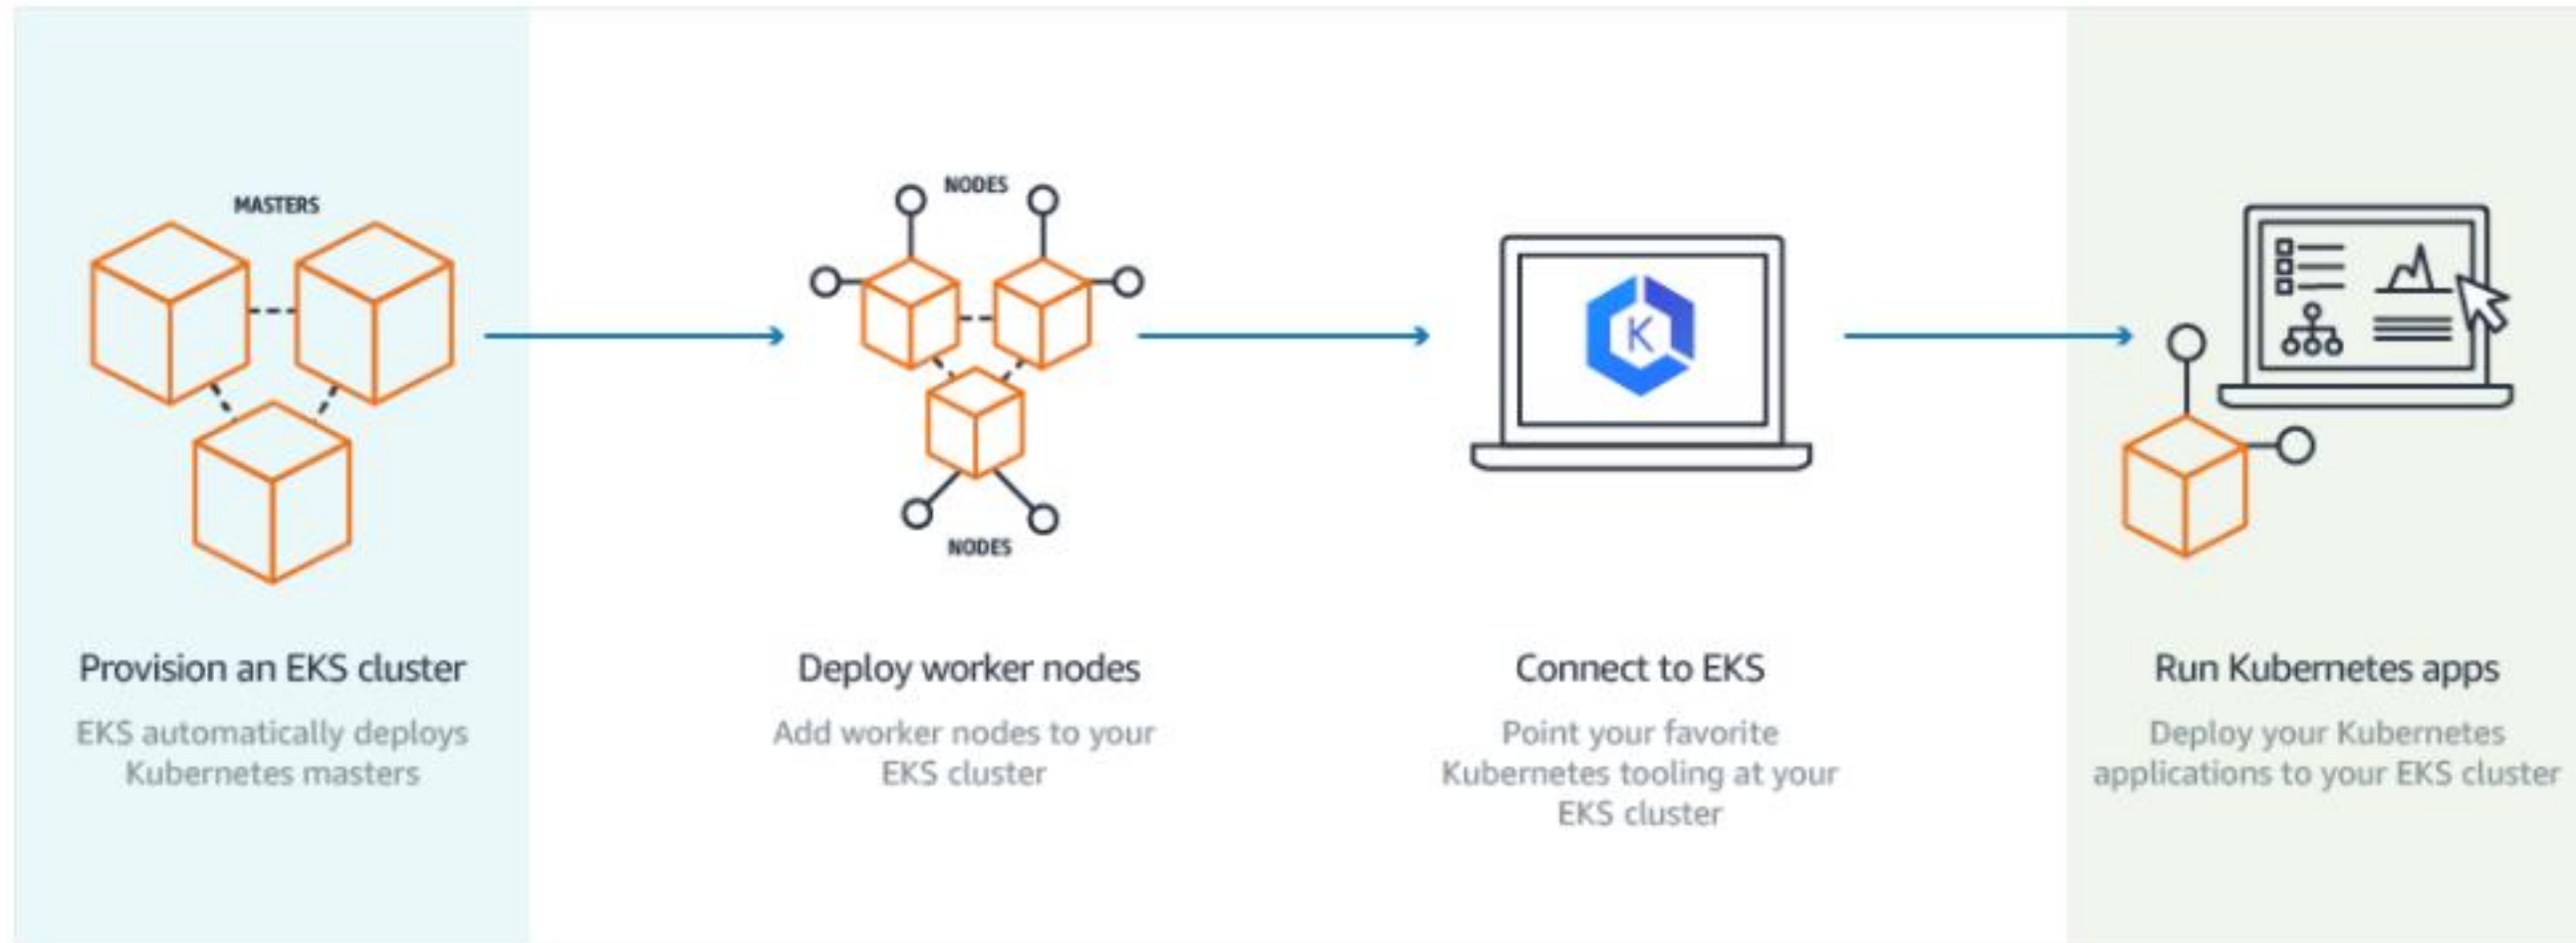 MASTERS
NODES
NODES
K
Provision an EKS cluster
EKS automatically deploys
Kubernetes masters
Deploy worker nodes
Add worker nodes to your
EKS cluster
Connect to EKS
Point your favorite
Kubernetes tooling at your
EKS cluster
Run Kubernetes apps
Deploy your Kubernetes
applications to your EKS cluster